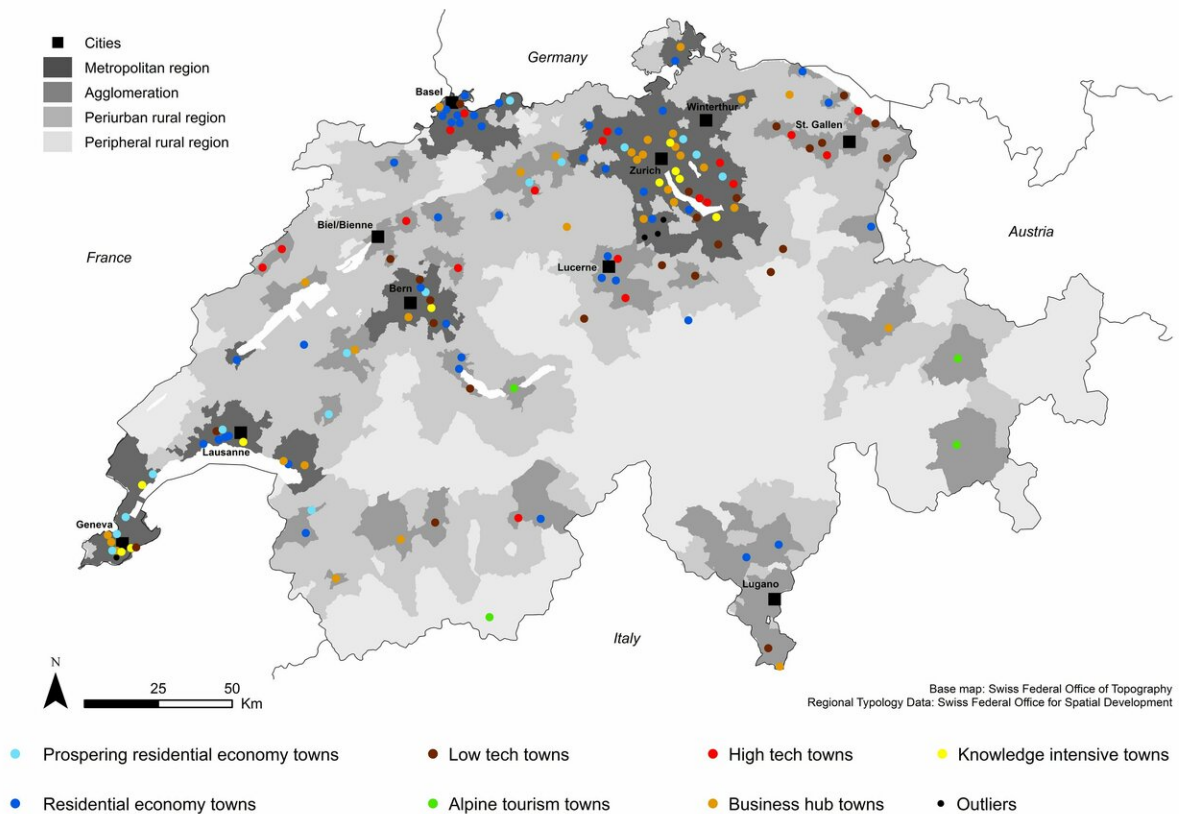 Cities
Metropolitan region
Agglomeration
Periurban rural region
Peripheral rural region
Germany
Basel
Winterthur
St. Gallen
Zurich
Biel/Bienne
France
Austria
Lucerne
Bern
Lausanne
Geneva
Lugano
Italy
N
25
50
Km
Base map: Swiss Federal Office of Topography
Regional Typology Data: Swiss Federal Office for Spatial Development
Prospering residential economy towns
Low tech towns
High tech towns
Knowledge intensive towns
Residential economy towns
Alpine tourism towns
Business hub towns
Outliers